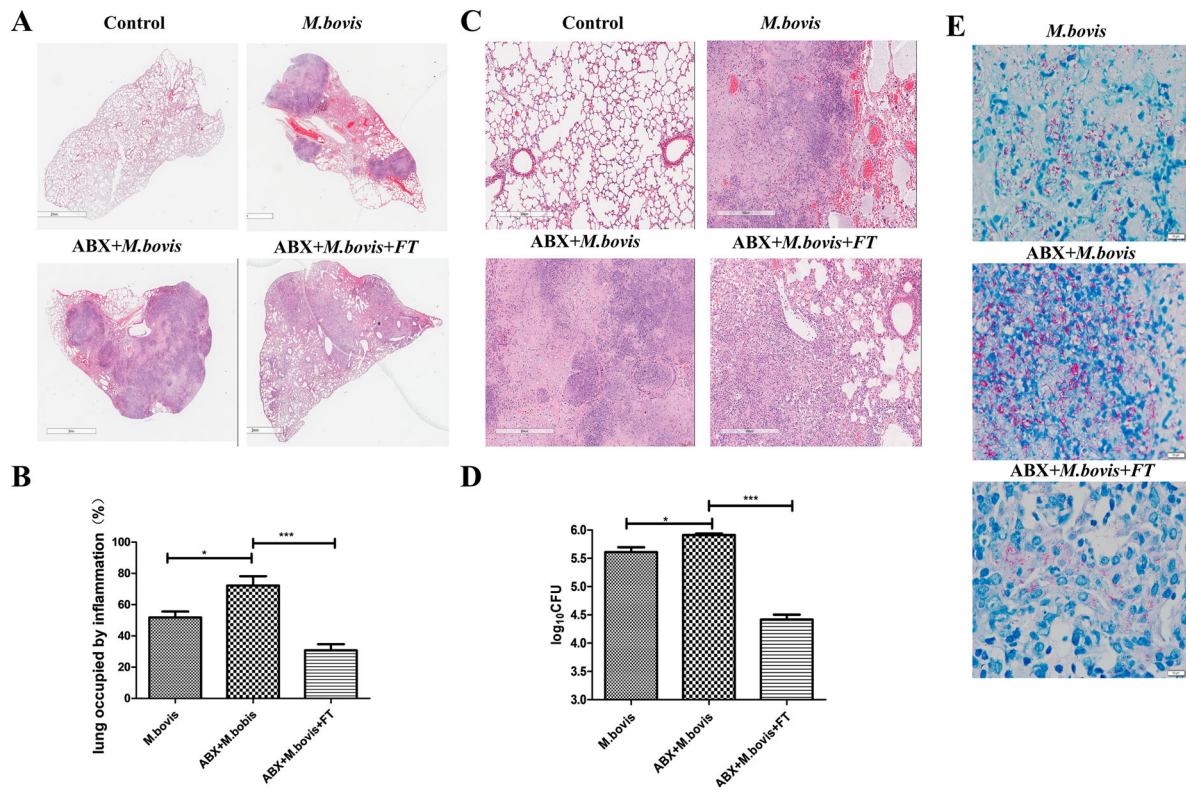 A
Control
M.bovis
ABX+M.bovis
ABX+M.bovis+FT
2mm
2mm
B
lung occupied by inflammation (%)
100
80
60
40
20
0
*
***
M.bovis
ABX+M.bobis
ABX+M.bovis+FT
C
Control
M.bovis
ABX+M.bovis
ABX+M.bovis+FT
D
log10CFU
6.0
5.5
5.0
4.5
4.0
3.5
3.0
*
***
M.bovis
ABX+M.bovis
ABX+M.bovis+FT
E
M.bovis
ABX+M.bovis
ABX+M.bovis+FT